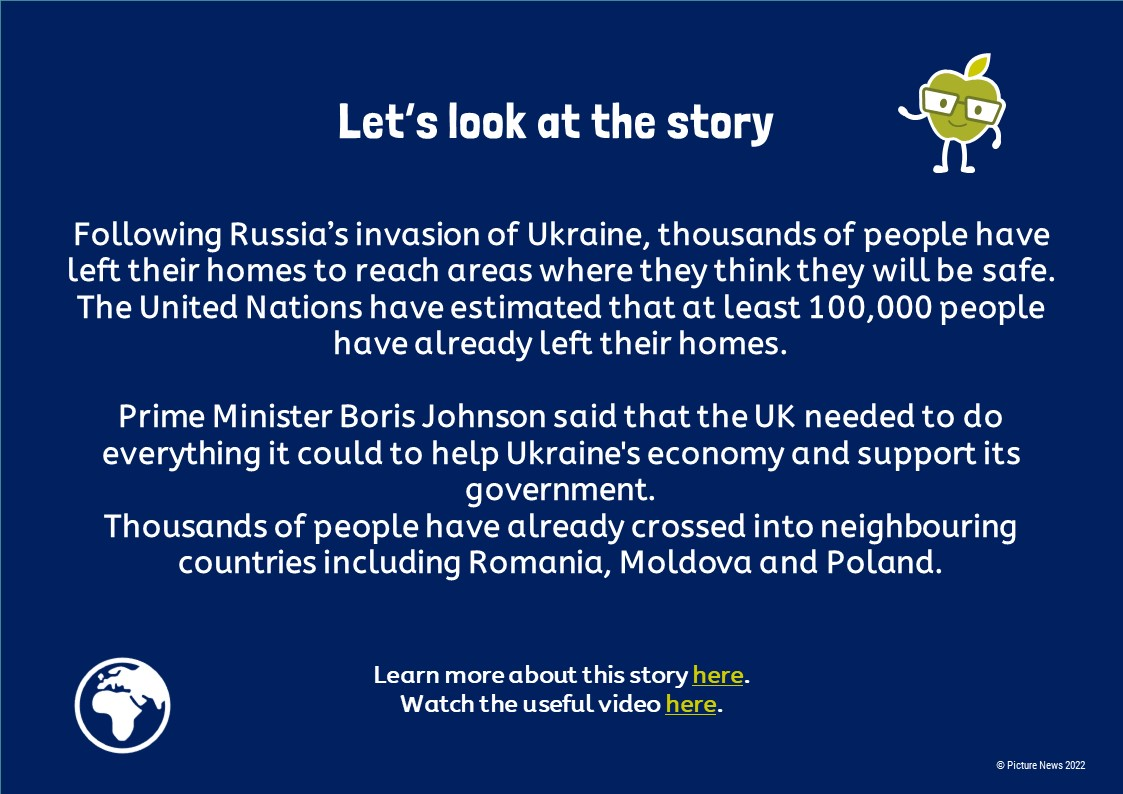 Let's look at the story
Following Russia’s invasion of Ukraine, thousands of people have
left their homes to reach areas where they think they will be safe.
The United Nations have estimated that at least 100,000 people
have already left their homes.
Prime Minister Boris Johnson said that the UK needed to do
everything it could to help Ukraine's economy and support its
government.
Thousands of people have already crossed into neighbouring
countries including Romania, Moldova and Poland.
Learn more about this story here.
Watch the useful video here.
© Picture News 2022